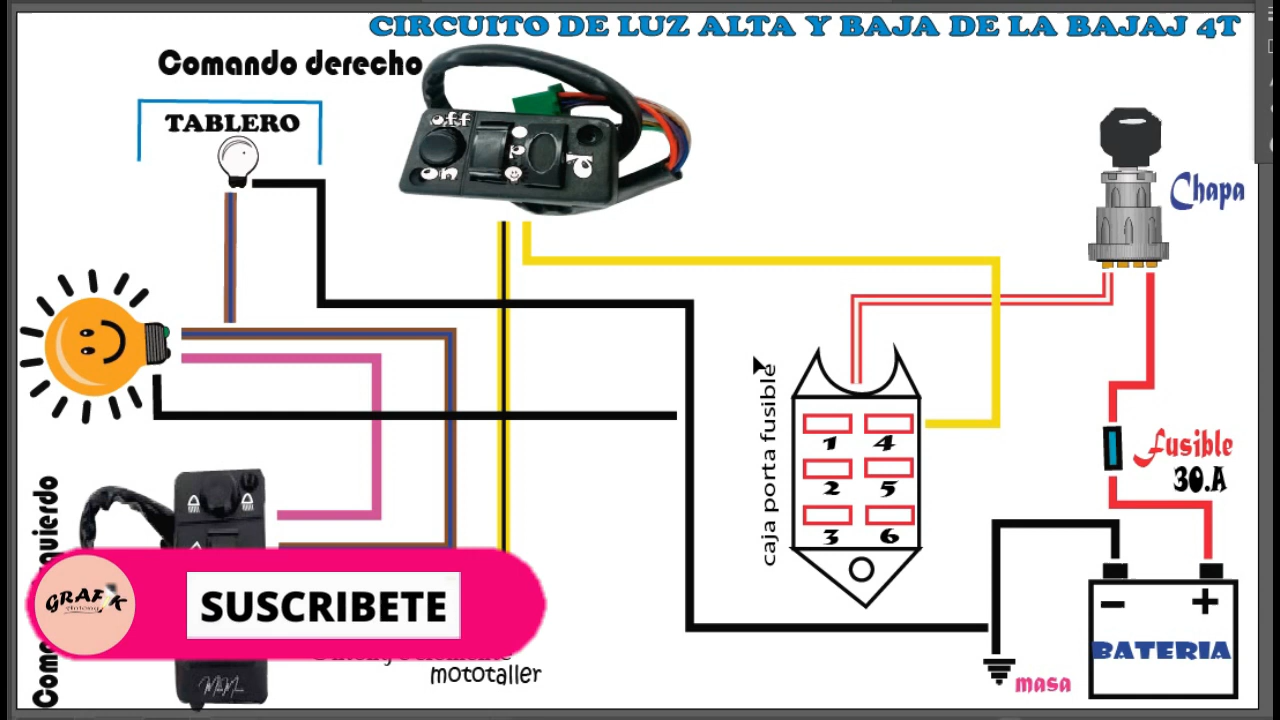 CIRCUITO DE LUZ ALTA Y BAJA DE LA BAJAJ 4T
Comando derecho
TABLERO
Off
On
Chapa
caja porta fusible
1 4
2 5
3 6
fusible
30.A
GRAFIK
SUSCRIBETE
mototaller
BATERIA
masa